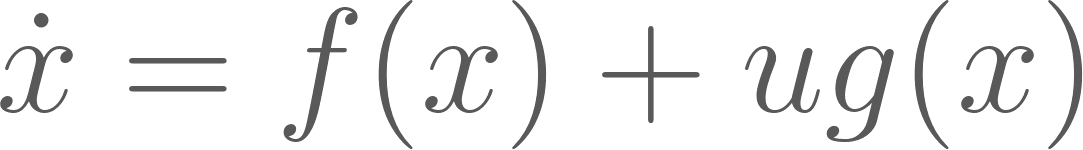 ẋ = f(x) + ug(x)